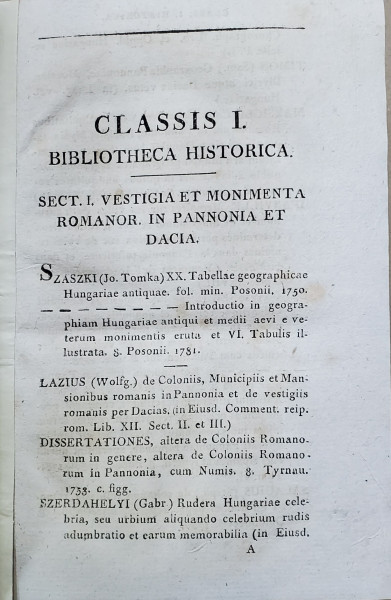 CLASSIS I.
BIBLIOTHECA HISTORICA.
SECT. I. VESTIGIA ET MONIMENTA
ROMANOR. IN PANNONIA ET
DACIA.
SZASZKI (Jo. Tomka) XX. Tabellae geographicae
Hungariae antiquae. fol. min. Posonii. 1750.
— — — — — — — — Introductio in geogra-
phiam Hungariae antiqui et medii aevi e ve-
terum monimentis eruta et VI. Tabulis il-
lustrata. 8. Posonii. 1781.
LAZIUS (Wolfg.) de Coloniis, Municipiis et Man-
sionibus romanis in Pannonia et de vestigiis
romanis per Dacias. (in Eiusd. Comment. reip.
rom. Lib. XII. Sect. II. et III.)
DISSERTATIONES, altera de Coloniis Romano-
rum in genere, altera de Coloniis Romano-
rum in Pannonia, cum Numis. 8. Tyrnau.
1733. c. figg.
SZERDAHELYI (Gabr.) Rudera Hungariae cele-
bria, seu urbium aliquando celebrium rudis
adumbratio et earum memorabilia (in Eiusd.
A